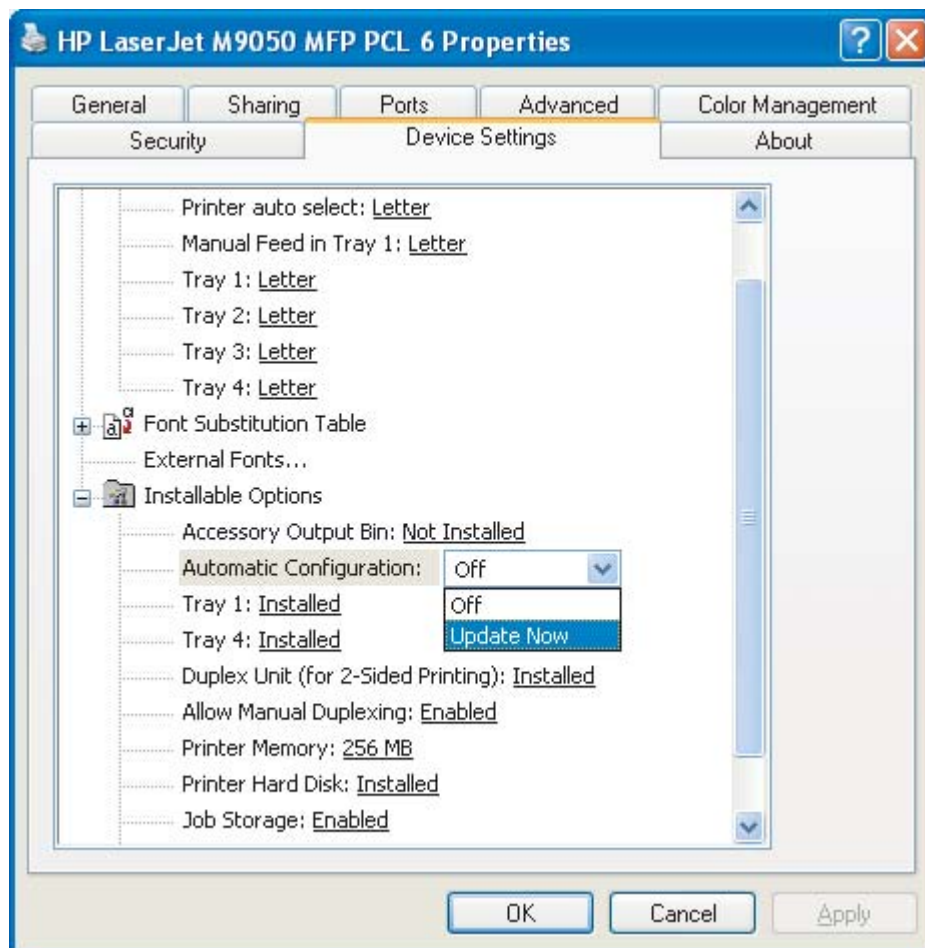 HP LaserJet M9050 MFP PCL 6 Properties
General Sharing Ports Advanced Color Management
Security Device Settings About
Printer auto select: Letter
Manual Feed in Tray 1: Letter
Tray 1: Letter
Tray 2: Letter
Tray 3: Letter
Tray 4: Letter
Font Substitution Table
External Fonts...
Installable Options
Accessory Output Bin: Not Installed
Automatic Configuration: Off
Off
Tray 1: Installed
Update Now
Tray 4: Installed
Duplex Unit (for 2-Sided Printing): Installed
Allow Manual Duplexing: Enabled
Printer Memory: 256 MB
Printer Hard Disk: Installed
Job Storage: Enabled
OK Cancel Apply